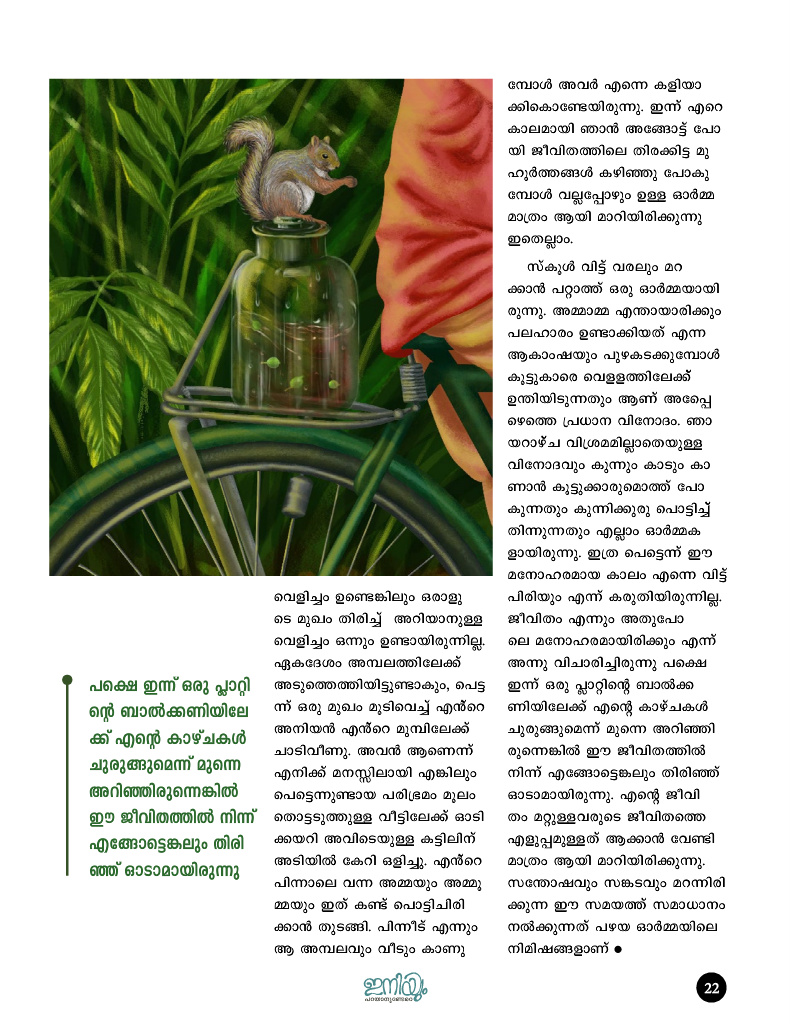 പക്ഷെ ഇന്ന് ഒരു പ്ലാറ്റി
ന്റെ ബാൽക്കണിയിലേ
ക്ക് എന്റെ കാഴ്ചകൾ
ചുരുങ്ങുമെന്ന് മുന്നെ
അറിഞ്ഞിരുന്നെങ്കിൽ
ഈ ജീവിതത്തിൽ നിന്ന്
എങ്ങോട്ടെങ്കലും തിരി
ഞ്ഞ് ഓടാമായിരുന്നു
വെളിച്ചം ഉണ്ടെങ്കിലും ഒരാളു
ടെ മുഖം തിരിച്ച് അറിയാനുള്ള
വെളിച്ചം ഒന്നും ഉണ്ടായിരുന്നില്ല.
ഏകദേശം അമ്പലത്തിലേക്ക്
അടുത്തെത്തിയിട്ടുണ്ടാകും, പെട്ട
ന്ന് ഒരു മുഖം മൂടിവെച്ച് എൻറെ
അനിയൻ എൻറെ മുമ്പിലേക്ക്
ചാടിവീണു. അവൻ ആണെന്ന്
എനിക്ക് മനസ്സിലായി എങ്കിലും
പെട്ടെന്നുണ്ടായ പരിഭ്രമം മൂലം
തൊട്ടടുത്തുള്ള വീട്ടിലേക്ക് ഓടി
ക്കയറി അവിടെയുള്ള കട്ടിലിന്
അടിയിൽ കേറി ഒളിച്ചു. എൻറെ
പിന്നാലെ വന്ന അമ്മയും അമ്മൂ
മ്മയും ഇത് കണ്ട് പൊട്ടിചിരി
ക്കാൻ തുടങ്ങി. പിന്നീട് എന്നും
ആ അമ്പലവും വീടും കാണു
മ്പോൾ അവർ എന്നെ കളിയാ
ക്കികൊണ്ടേയിരുന്നു. ഇന്ന് ഏറെ
കാലമായി ഞാൻ അങ്ങോട്ട് പോ
യി ജീവിതത്തിലെ തിരക്കിട്ട മു
ഹൂർത്തങ്ങൾ കഴിഞ്ഞു പോകു
മ്പോൾ വല്ലപ്പോഴും ഉള്ള ഓർമ്മ
മാത്രം ആയി മാറിയിരിക്കുന്നു
ഇതെല്ലാം.
സ്കൂൾ വിട്ട് വരലും മറ
ക്കാൻ പറ്റാത്ത് ഒരു ഓർമ്മയായി
രുന്നു. അമ്മാമ്മ എന്തായാരിക്കും
പലഹാരം ഉണ്ടാക്കിയത് എന്ന
ആകാംഷയും പുഴകടക്കുമ്പോൾ
കൂട്ടുകാരെ വെളളത്തിലേക്ക്
ഉന്തിയിടുന്നതും ആണ് അപ്പോ
ഴെത്തെ പ്രധാന വിനോദം. ഞാ
യറാഴ്ച വിശ്രമമില്ലാതെയുള്ള
വിനോദവും കുന്നും കാടും കാ
ണാൻ കൂട്ടുക്കാരുമൊത്ത് പോ
കുന്നതും കുന്നിക്കുരു പൊട്ടിച്ച്
തിന്നുന്നതും എല്ലാം ഓർമ്മക
ളായിരുന്നു. ഇത്ര പെട്ടെന്ന് ഈ
മനോഹരമായ കാലം എന്നെ വിട്ട്
പിരിയും എന്ന് കരുതിയിരുന്നില്ല.
ജീവിതം എന്നും അതുപോ
ലെ മനോഹരമായിരിക്കും എന്ന്
അന്നു വിചാരിച്ചിരുന്നു പക്ഷെ
ഇന്ന് ഒരു പ്ലാറ്റിന്റെ ബാൽക്ക
ണിയിലേക്ക് എന്റെ കാഴ്ചകൾ
ചുരുങ്ങുമെന്ന് മുന്നെ അറിഞ്ഞി
രുന്നെങ്കിൽ ഈ ജീവിതത്തിൽ
നിന്ന് എങ്ങോട്ടെങ്കലും തിരിഞ്ഞ്
ഓടാമായിരുന്നു. എന്റെ ജീവി
തം മറ്റുള്ളവരുടെ ജീവിതത്തെ
എളുപ്പമുള്ളത് ആക്കാൻ വേണ്ടി
മാത്രം ആയി മാറിയിരിക്കുന്നു.
സന്തോഷവും സങ്കടവും മറന്നിരി
ക്കുന്ന ഈ സമയത്ത് സമാധാനം
നൽക്കുന്നത് പഴയ ഓർമ്മയിലെ
നിമിഷങ്ങളാണ് ●
ഇനിയും
പറയാനുണ്ടേറെ
22